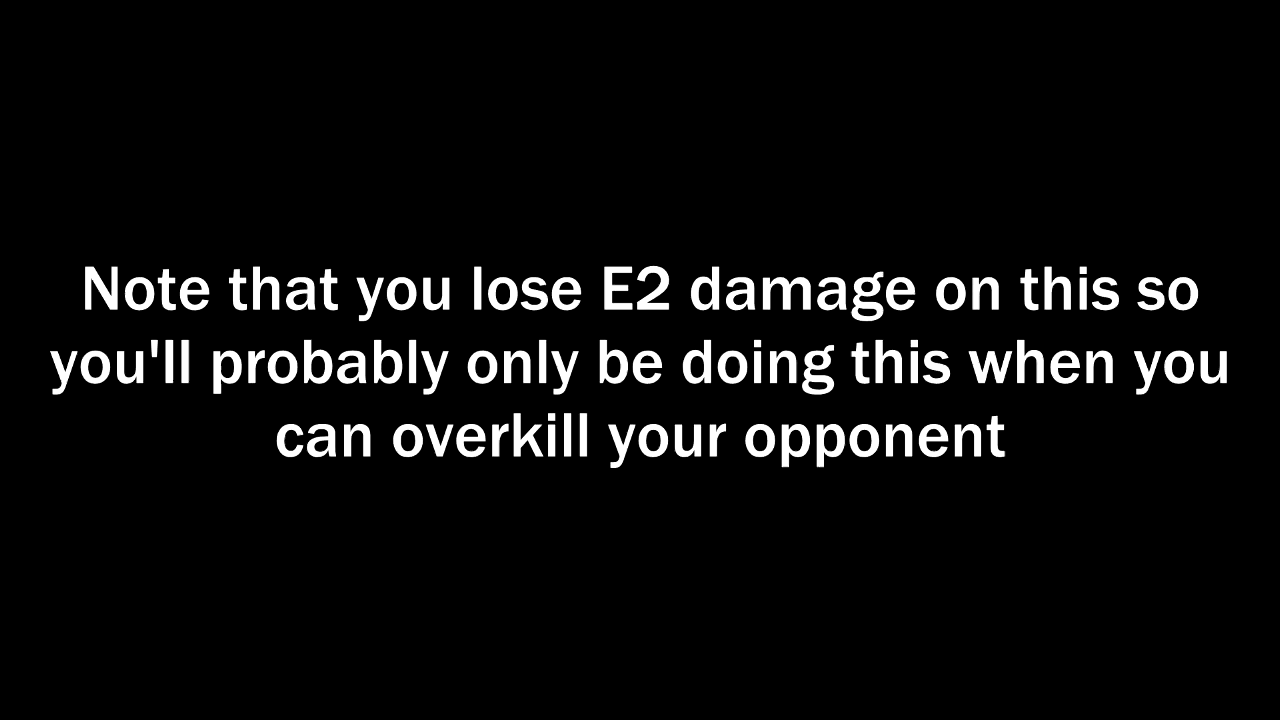 Note that you lose E2 damage on this so
you'll probably only be doing this when you
can overkill your opponent